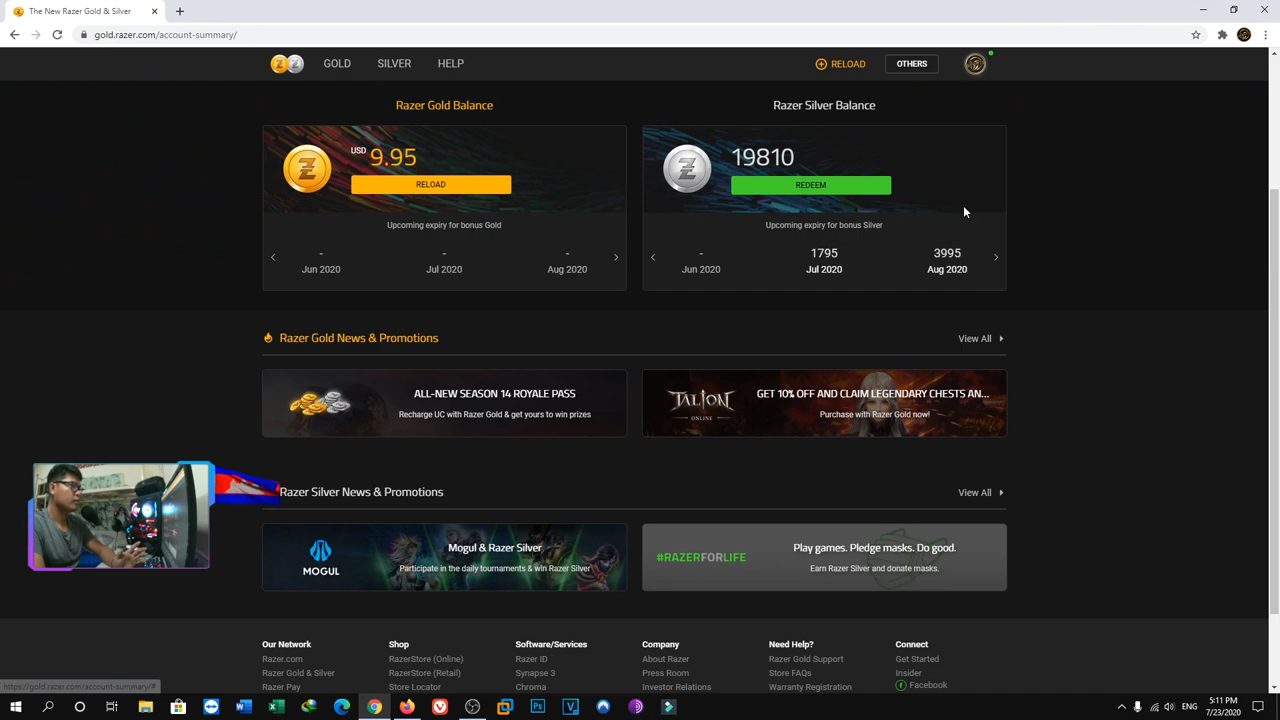 The New Razer Gold & Silver
gold.razer.com/account-summary/
GOLD SILVER HELP
RELOAD
OTHERS
Razer Gold Balance
USD 9.95
RELOAD
Upcoming expiry for bonus Gold
- - -
Jun 2020 Jul 2020 Aug 2020
Razer Silver Balance
19810
REDEEM
Upcoming expiry for bonus Silver
- 1795 3995
Jun 2020 Jul 2020 Aug 2020
Razer Gold News & Promotions
View All
ALL-NEW SEASON 14 ROYALE PASS
Recharge UC with Razer Gold & get yours to win prizes
TALION
ONLINE
GET 10% OFF AND CLAIM LEGENDARY CHESTS AN...
Purchase with Razer Gold now!
Razer Silver News & Promotions
View All
MOGUL
Mogul & Razer Silver
Participate in the daily tournaments & win Razer Silver
#RAZERFORLIFE
Play games. Pledge masks. Do good.
Earn Razer Silver and donate masks.
Our Network Shop Software/Services Company Need Help? Connect
Razer.com RazerStore (Online) Razer ID About Razer Razer Gold Support Get Started
Razer Gold & Silver RazerStore (Retail) Synapse 3 Press Room Store FAQs Insider
Razer Pay Store Locator Chroma Investor Relations Warranty Registration Facebook
https://gold.razer.com/account-summary/#
ENG
5:11 PM
7/23/2020